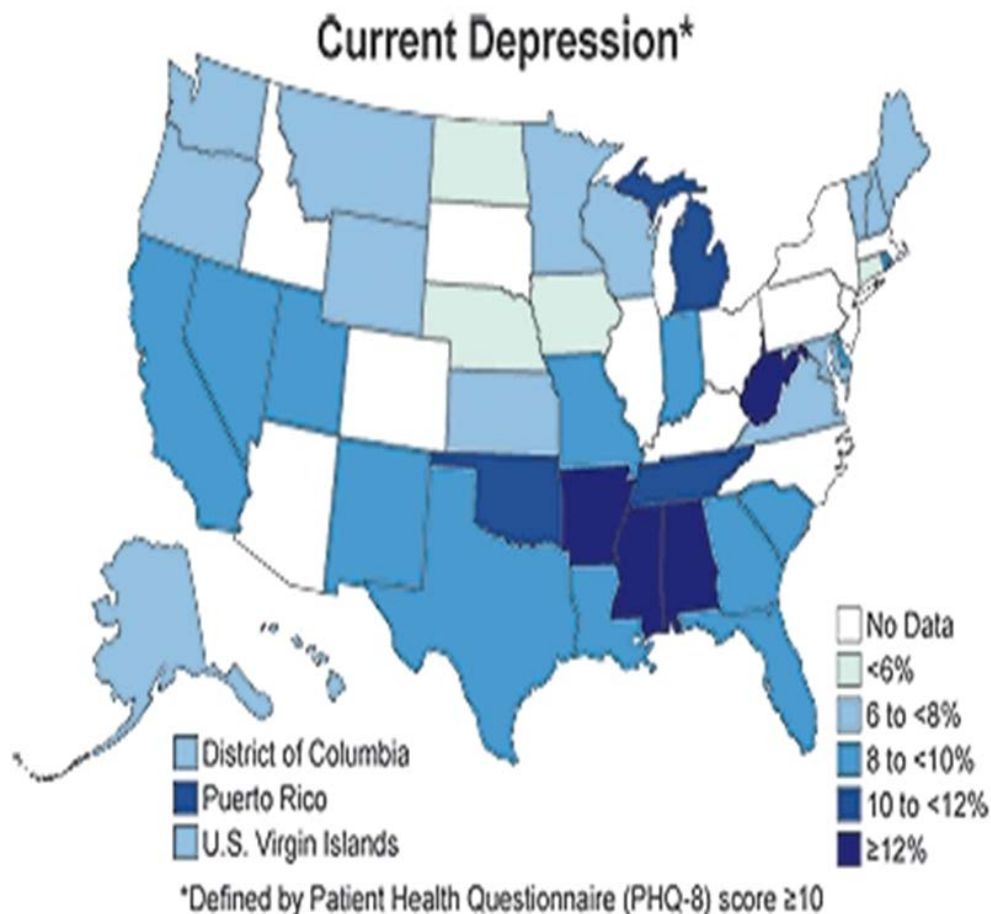 Current Depression*
No Data
<6%
6 to <8%
8 to <10%
10 to <12%
≥12%
District of Columbia
Puerto Rico
U.S. Virgin Islands
*Defined by Patient Health Questionnaire (PHQ-8) score ≥10